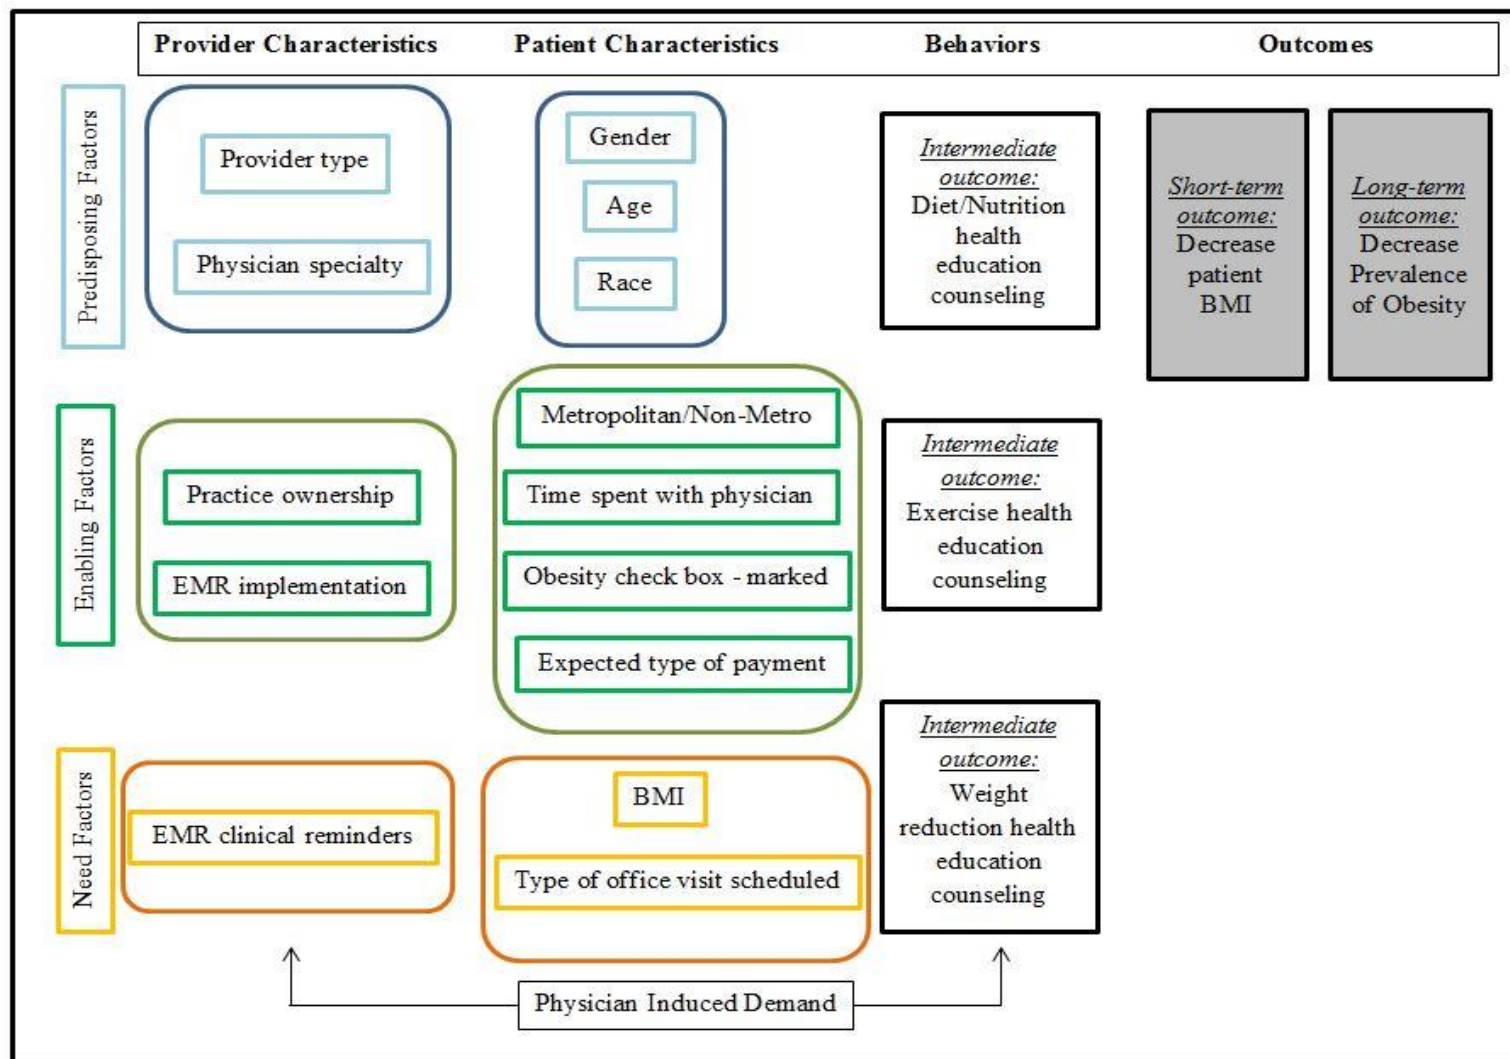 Provider Characteristics
Patient Characteristics
Behaviors
Outcomes
Predisposing Factors
Provider type
Physician specialty
Gender
Age
Race
Intermediate
outcome:
Diet/Nutrition
health
education
counseling
Short-term
outcome:
Decrease
patient
BMI
Long-term
outcome:
Decrease
Prevalence
of Obesity
Enabling Factors
Practice ownership
EMR implementation
Metropolitan/Non-Metro
Time spent with physician
Obesity check box - marked
Expected type of payment
Intermediate
outcome:
Exercise health
education
counseling
Need Factors
EMR clinical reminders
BMI
Type of office visit scheduled
Intermediate
outcome:
Weight
reduction health
education
counseling
Physician Induced Demand